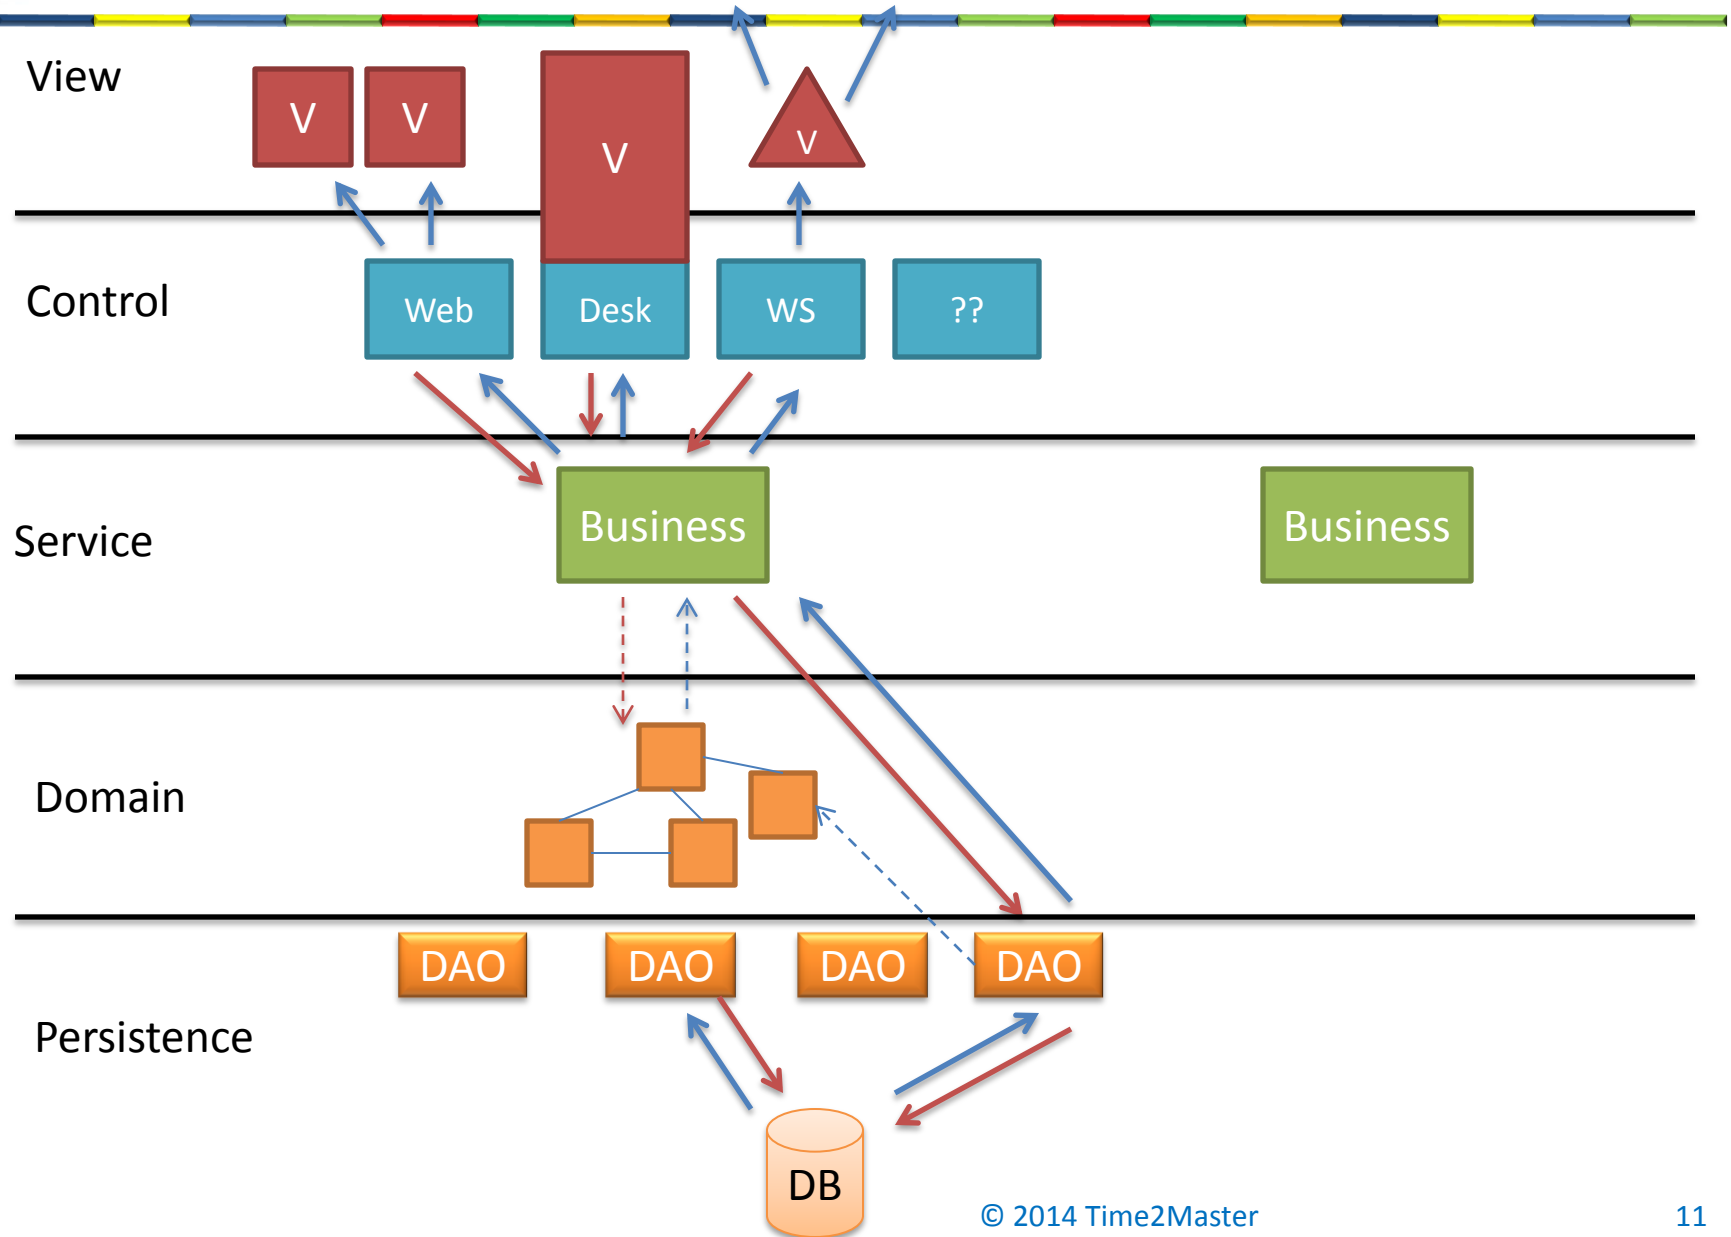 View
V V
V
V
Control
Web Desk WS ??
Service
Business Business
Domain
DAO DAO DAO DAO
Persistence
DB
© 2014 Time2Master 11